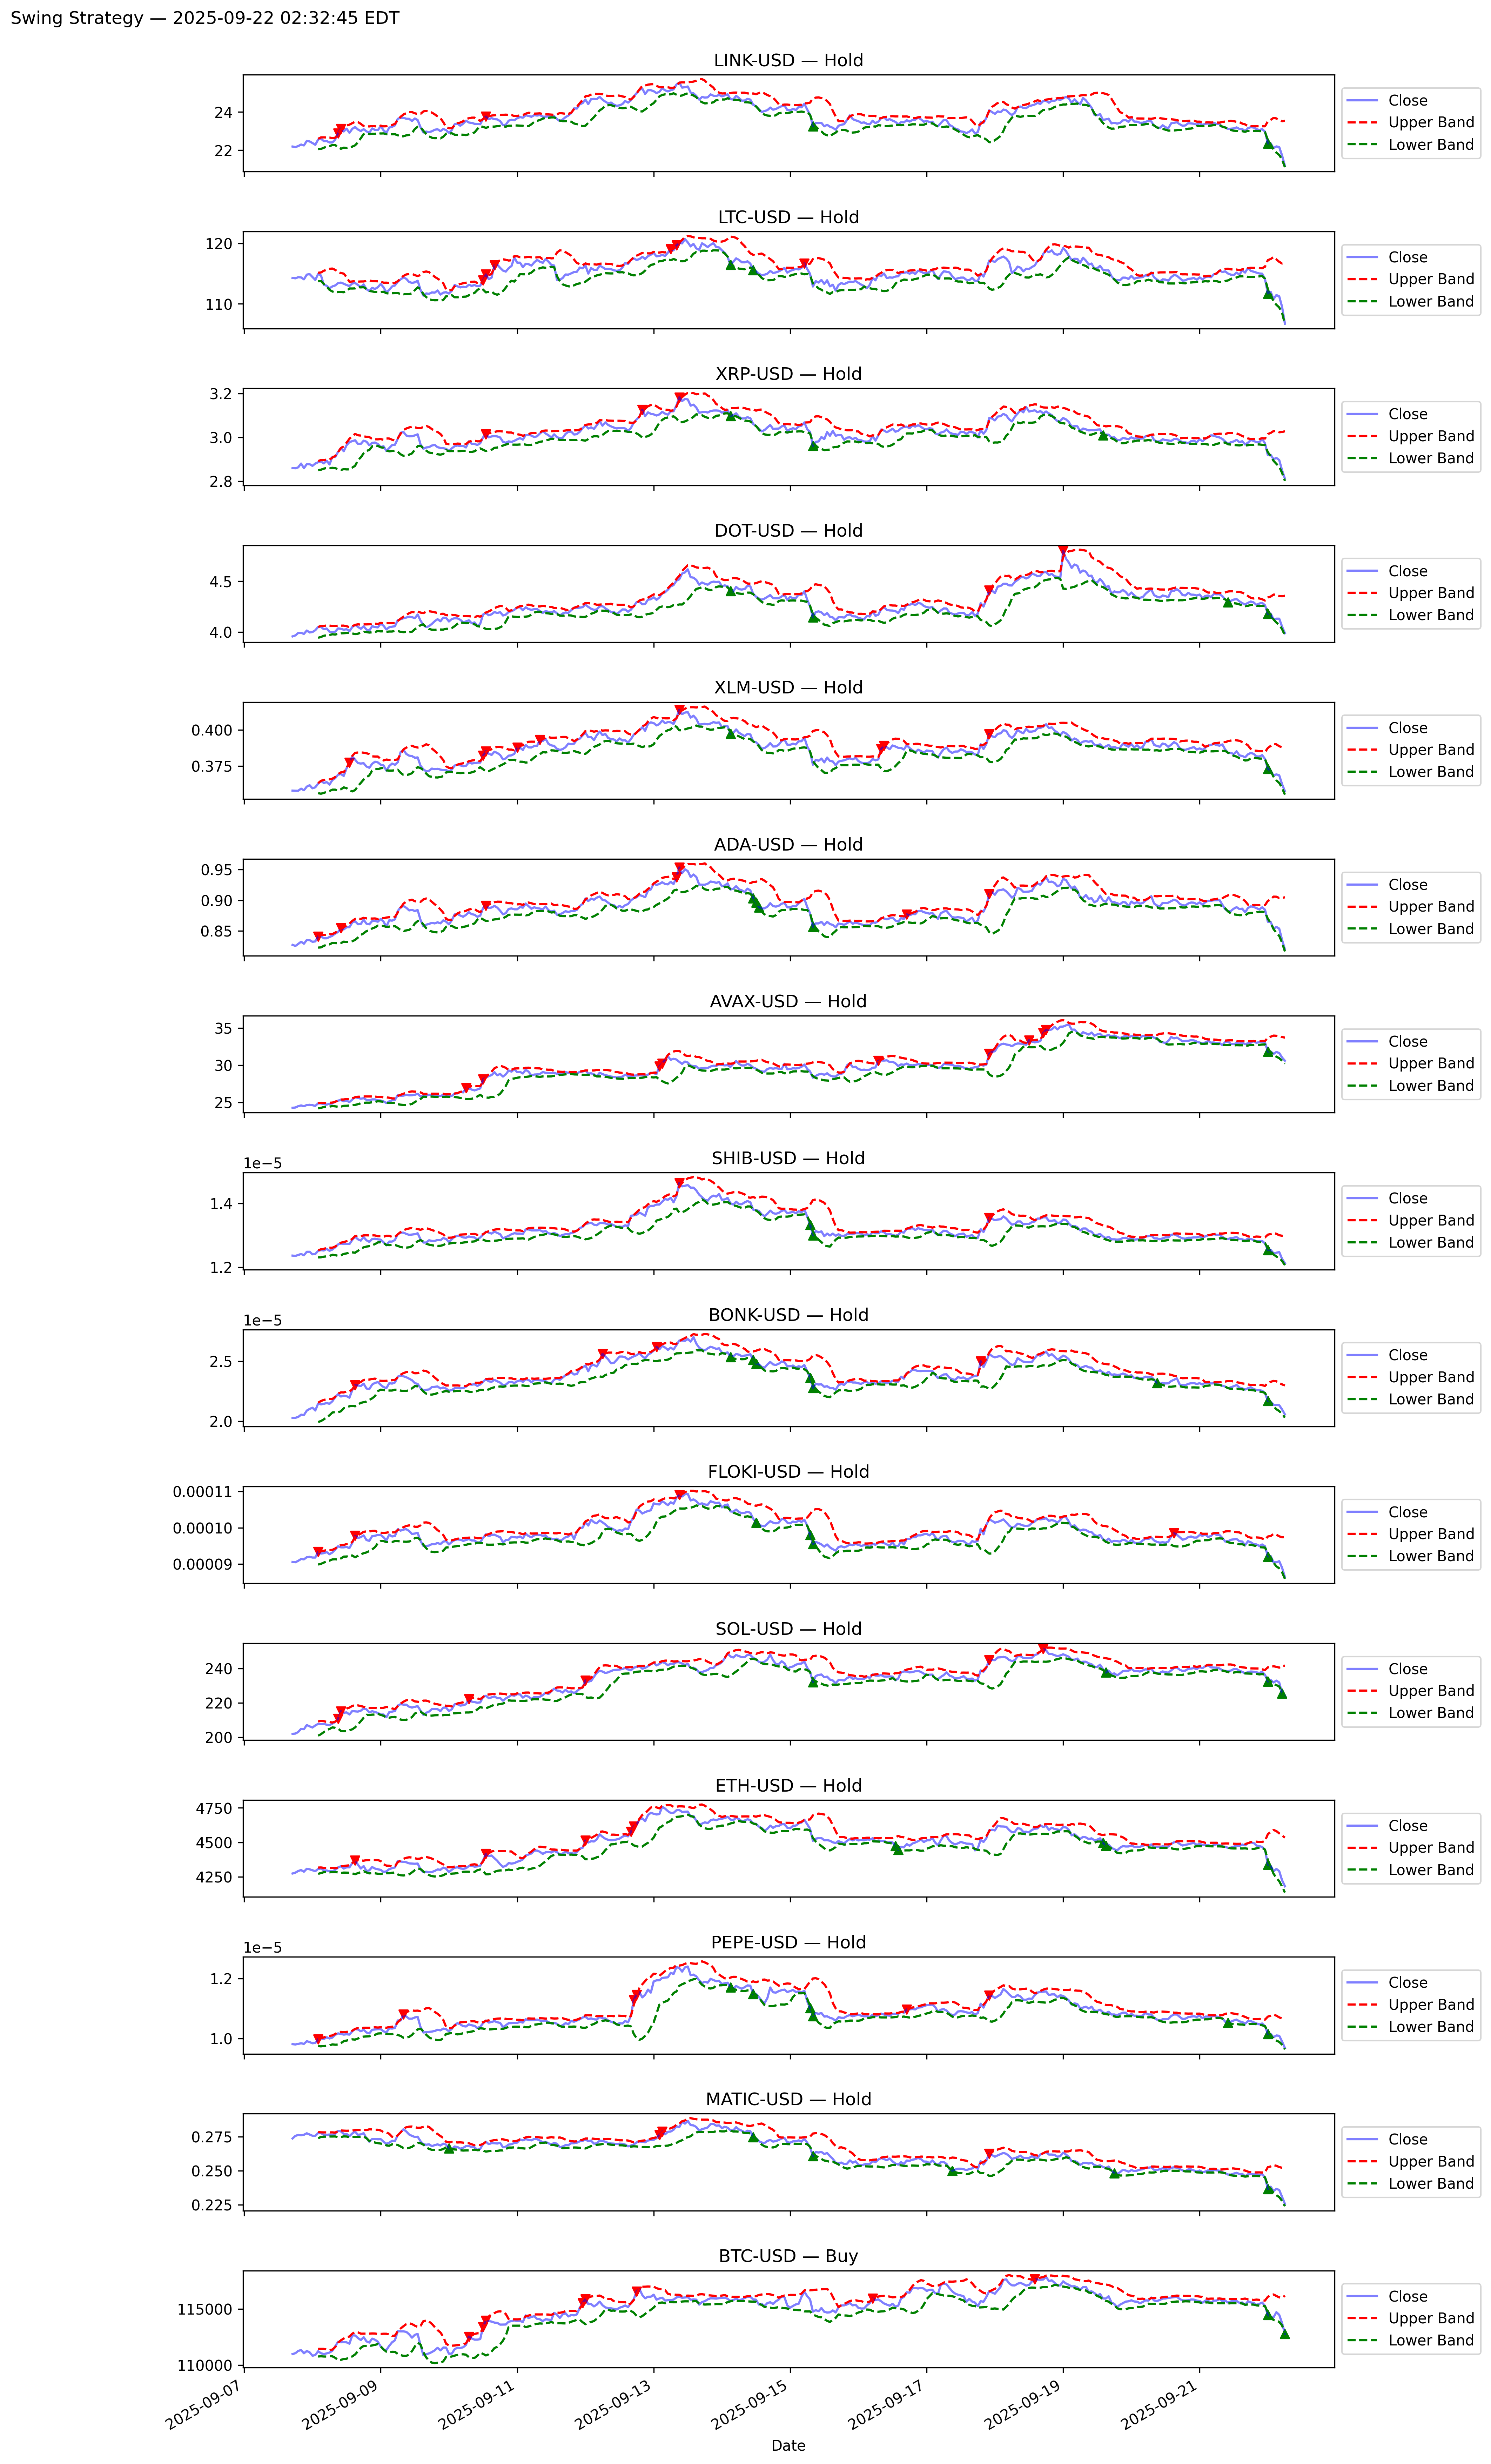 Swing Strategy — 2025-09-22 02:32:45 EDT
LINK-USD — Hold
24
22
Close
Upper Band
Lower Band
LTC-USD — Hold
120
110
Close
Upper Band
Lower Band
XRP-USD — Hold
3.2
3.0
2.8
Close
Upper Band
Lower Band
DOT-USD — Hold
4.5
4.0
Close
Upper Band
Lower Band
XLM-USD — Hold
0.400
0.375
Close
Upper Band
Lower Band
ADA-USD — Hold
0.95
0.90
0.85
Close
Upper Band
Lower Band
AVAX-USD — Hold
35
30
25
Close
Upper Band
Lower Band
SHIB-USD — Hold
1e−5
1.4
1.2
Close
Upper Band
Lower Band
BONK-USD — Hold
1e−5
2.5
2.0
Close
Upper Band
Lower Band
FLOKI-USD — Hold
0.00011
0.00010
0.00009
Close
Upper Band
Lower Band
SOL-USD — Hold
240
220
200
Close
Upper Band
Lower Band
ETH-USD — Hold
4750
4500
4250
Close
Upper Band
Lower Band
PEPE-USD — Hold
1e−5
1.2
1.0
Close
Upper Band
Lower Band
MATIC-USD — Hold
0.275
0.250
0.225
Close
Upper Band
Lower Band
BTC-USD — Buy
115000
110000
Close
Upper Band
Lower Band
2025-09-07
2025-09-09
2025-09-11
2025-09-13
2025-09-15
2025-09-17
2025-09-19
2025-09-21
Date